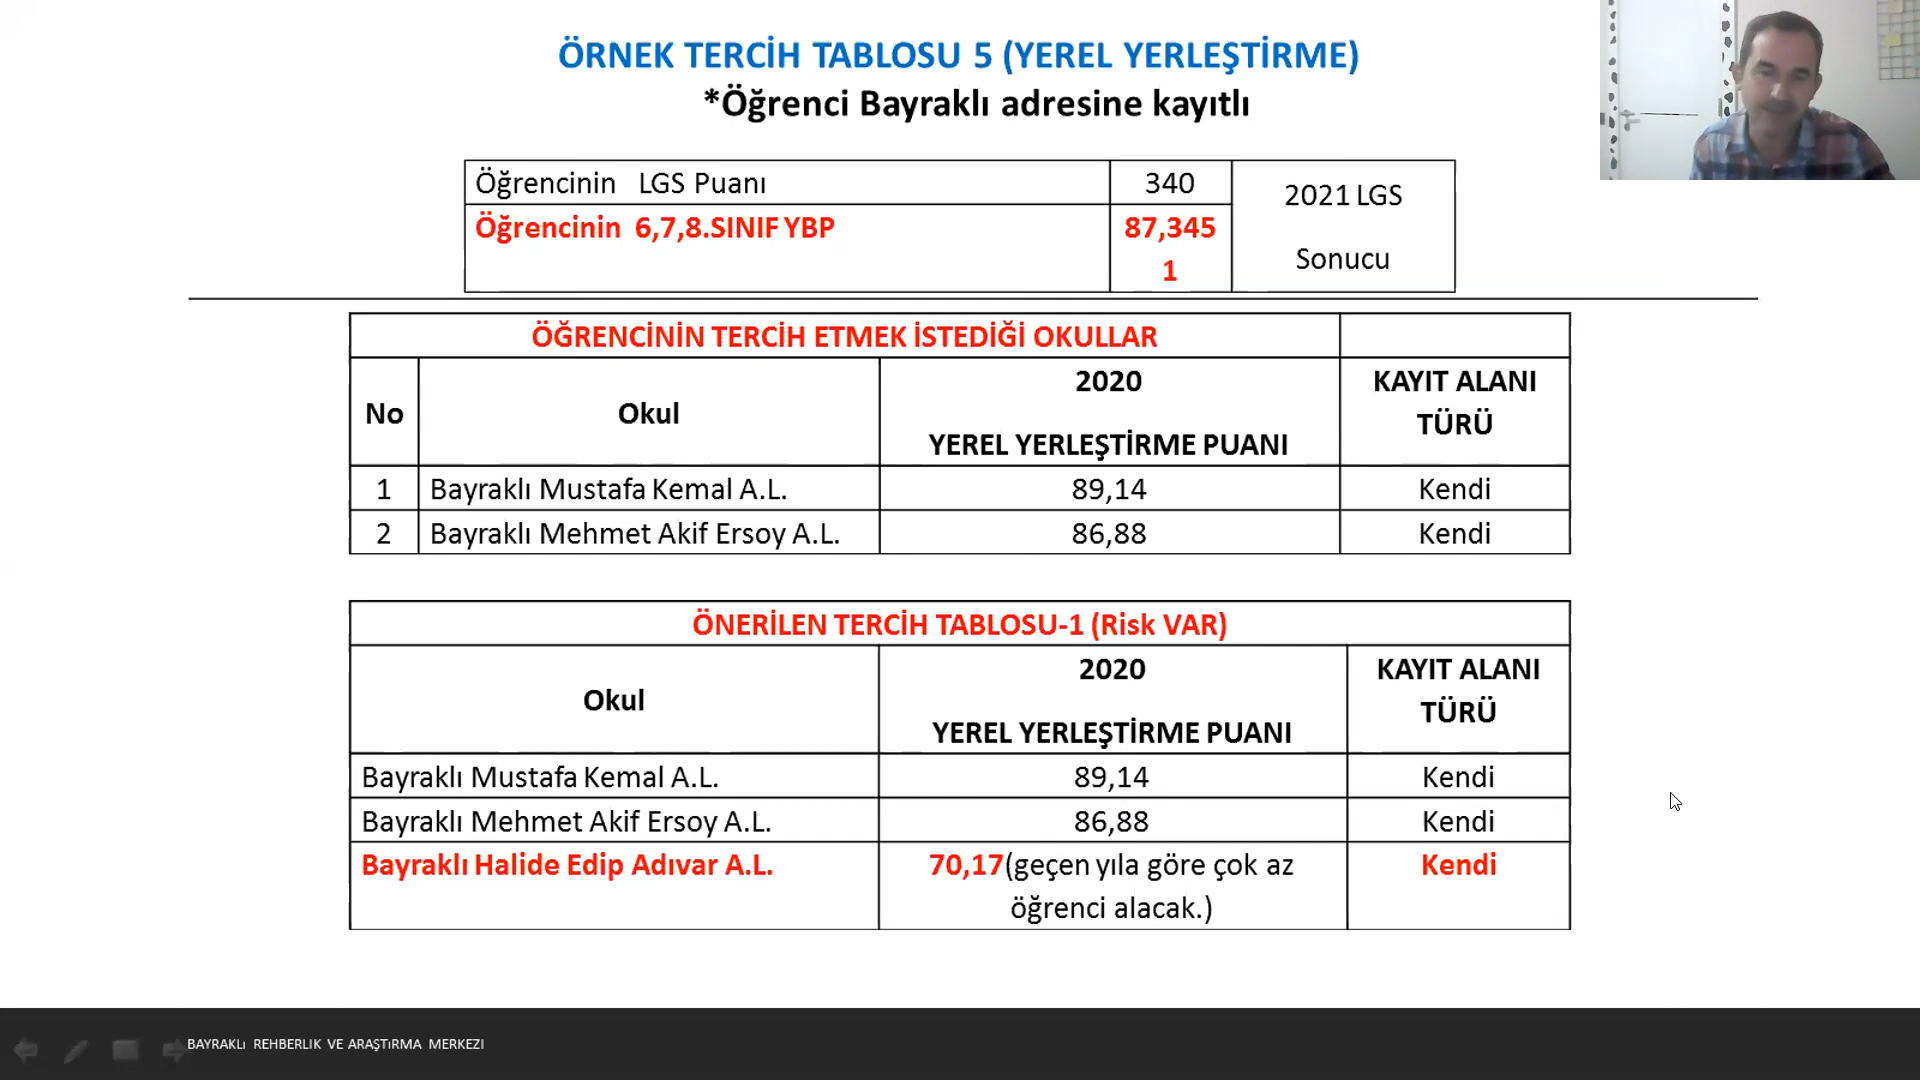 ÖRNEK TERCİH TABLOSU 5 (YEREL YERLEŞTİRME)
*Öğrenci Bayraklı adresine kayıtlı
Öğrencinin LGS Puanı 340 2021 LGS Sonucu
Öğrencinin 6,7,8.SINIF YBP 87,345
1
ÖĞRENCİNİN TERCİH ETMEK İSTEDİĞİ OKULLAR
No Okul 2020 YEREL YERLEŞTİRME PUANI KAYIT ALANI TÜRÜ
1 Bayraklı Mustafa Kemal A.L. 89,14 Kendi
2 Bayraklı Mehmet Akif Ersoy A.L. 86,88 Kendi
ÖNERİLEN TERCİH TABLOSU-1 (Risk VAR)
Okul 2020 YEREL YERLEŞTİRME PUANI KAYIT ALANI TÜRÜ
Bayraklı Mustafa Kemal A.L. 89,14 Kendi
Bayraklı Mehmet Akif Ersoy A.L. 86,88 Kendi
Bayraklı Halide Edip Adıvar A.L. 70,17(geçen yıla göre çok az Kendi
öğrenci alacak.)
BAYRAKLı REHBERLIK VE ARAŞTıRMA MERKEZI